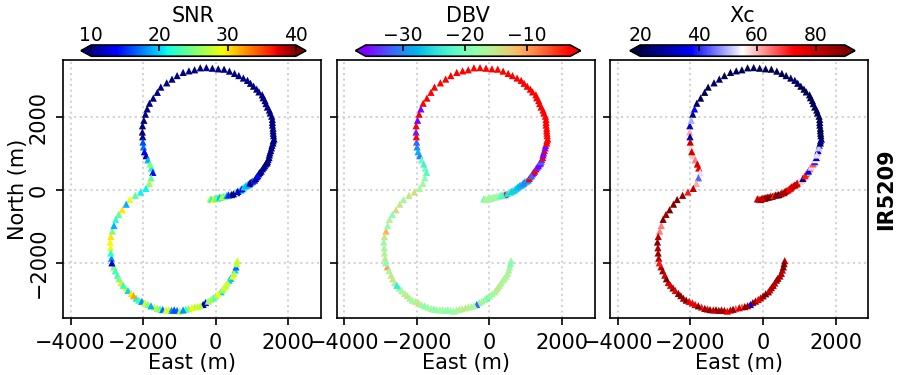 SNR DBV Xc
10 20 30 40 −30 −20 −10 20 40 60 80
North (m)
2000
0
−2000
IR5209
−4000 −2000 0 2000 −4000 −2000 0 2000 −4000 −2000 0 2000
East (m) East (m) East (m)